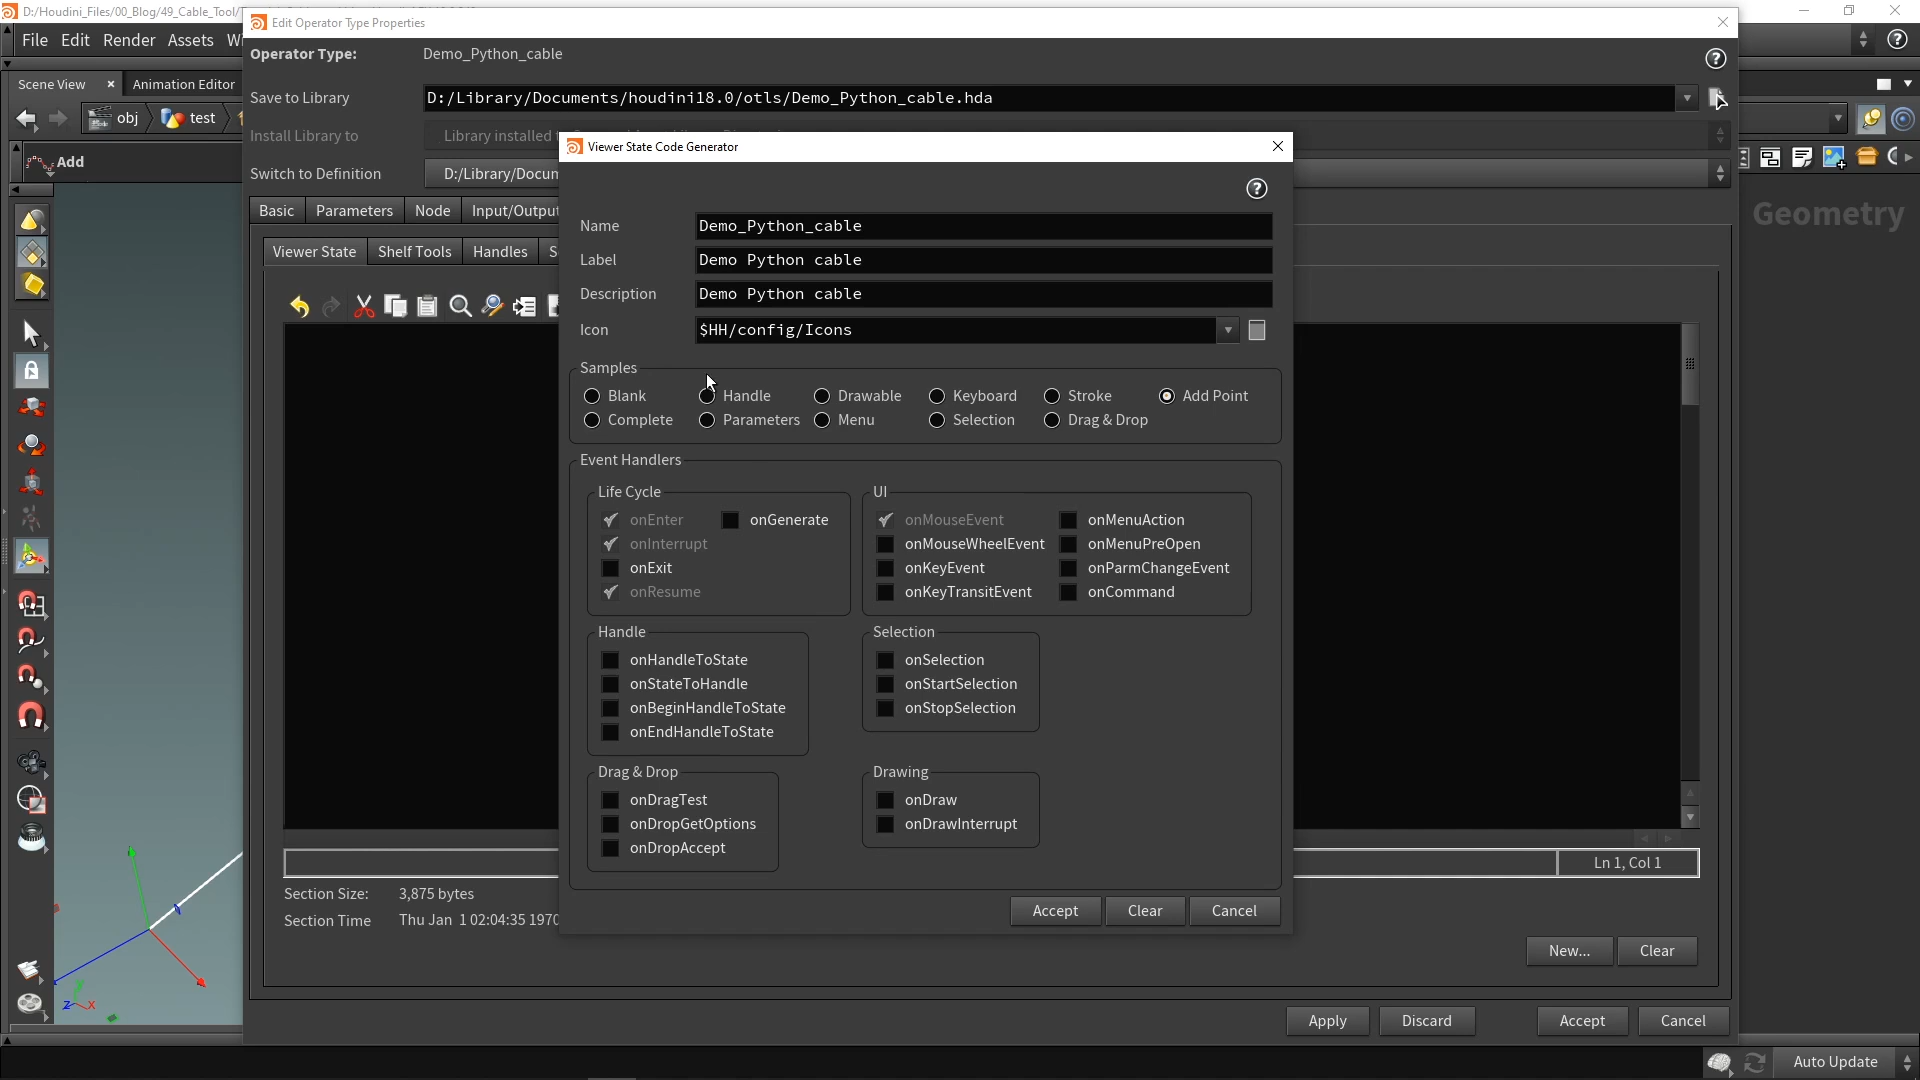 D:/Houdini_Files/00_Blog/49_Cable_Tool/
Edit Operator Type Properties
File Edit Render Assets Wi
Operator Type: Demo_Python_cable
Scene View Animation Editor
Save to Library D:/Library/Documents/houdini18.0/otls/Demo_Python_cable.hda
obj test
Install Library to Library installed
Viewer State Code Generator
Add
Switch to Definition D:/Library/Docum
Basic Parameters Node Input/Output
Geometry
Name Demo_Python_cable
Viewer State Shelf Tools Handles S
Label Demo Python cable
Description Demo Python cable
Icon $HH/config/Icons
Samples
Blank Handle Drawable Keyboard Stroke Add Point
Complete Parameters Menu Selection Drag & Drop
Event Handlers
Life Cycle
UI
onEnter onGenerate
onMouseEvent onMenuAction
onInterrupt
onMouseWheelEvent onMenuPreOpen
onExit
onKeyEvent onParmChangeEvent
onResume
onKeyTransitEvent onCommand
Handle
Selection
onHandleToState
onSelection
onStateToHandle
onStartSelection
onBeginHandleToState
onStopSelection
onEndHandleToState
Drag & Drop
Drawing
onDragTest
onDraw
onDropGetOptions
onDrawInterrupt
onDropAccept
Ln 1, Col 1
Section Size: 3,875 bytes
Accept Clear Cancel
Section Time Thu Jan 1 02:04:35 1970
New... Clear
z x y
Apply Discard Accept Cancel
Auto Update